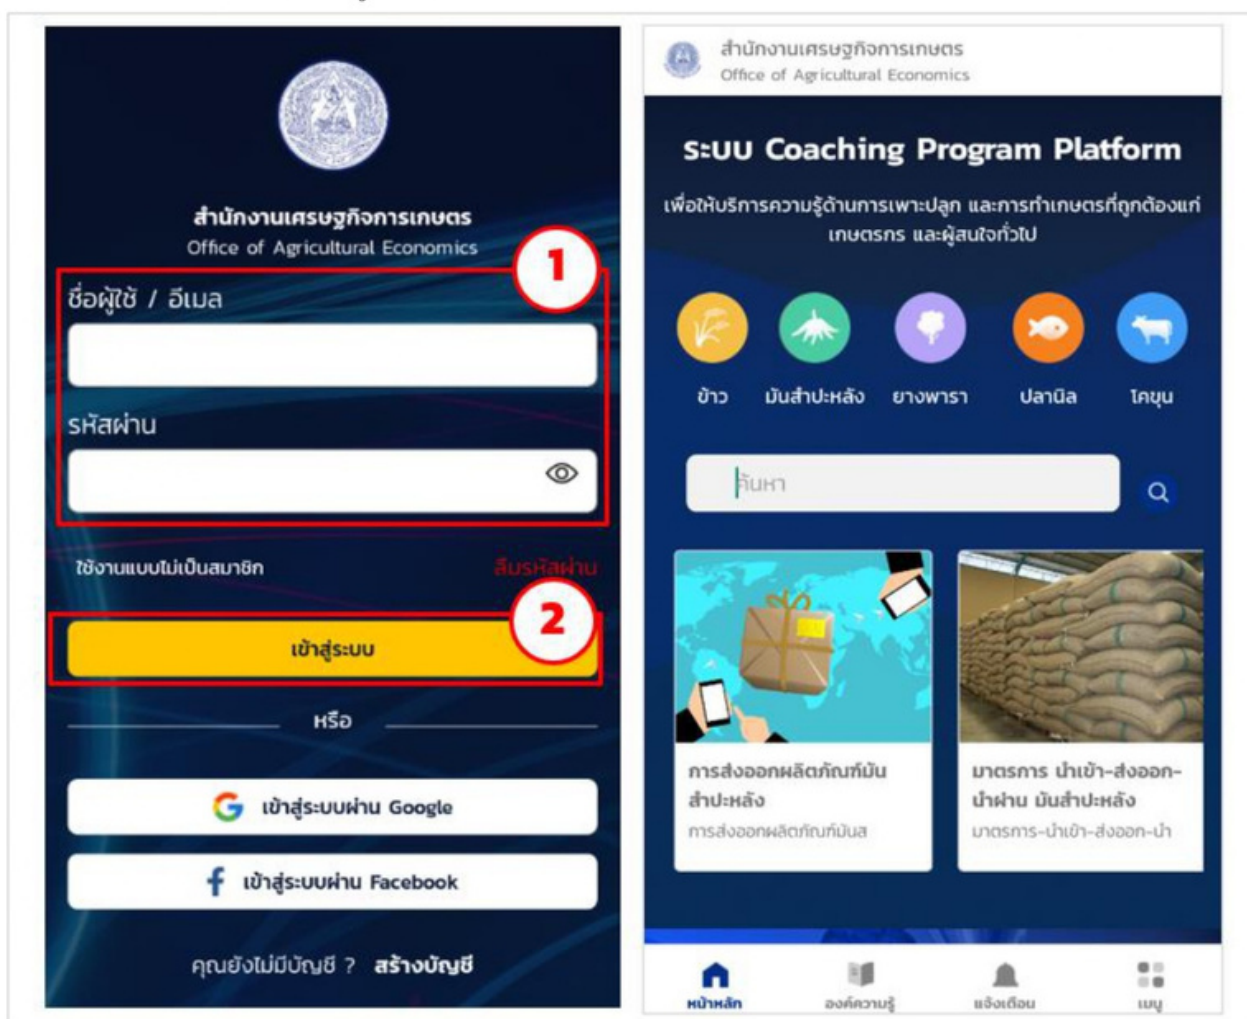 สำนักงานเศรษฐกิจการเกษตร
Office of Agricultural Economics
1
ชื่อผู้ใช้ / อีเมล
รหัสผ่าน
ใช้งานแบบไม่เป็นสมาชิก ลืมรหัสผ่าน
2
เข้าสู่ระบบ
หรือ
เข้าสู่ระบบผ่าน Google
เข้าสู่ระบบผ่าน Facebook
คุณยังไม่มีบัญชี ? สร้างบัญชี
สำนักงานเศรษฐกิจการเกษตร
Office of Agricultural Economics
ระบบ Coaching Program Platform
เพื่อให้บริการความรู้ด้านการเพาะปลูก และการทำเกษตรที่ถูกต้องแก่
เกษตรกร และผู้สนใจทั่วไป
ข้าว มันสำปะหลัง ยางพารา ปลานิล โคขุน
ค้นหา
การส่งออกผลิตภัณฑ์มัน
สำปะหลัง
การส่งออกผลิตภัณฑ์มันส
มาตรการ นำเข้า-ส่งออก-
นำผ่าน มันสำปะหลัง
มาตรการ-นำเข้า-ส่งออก-นำ
หน้าหลัก องค์ความรู้ แจ้งเตือน เมนู